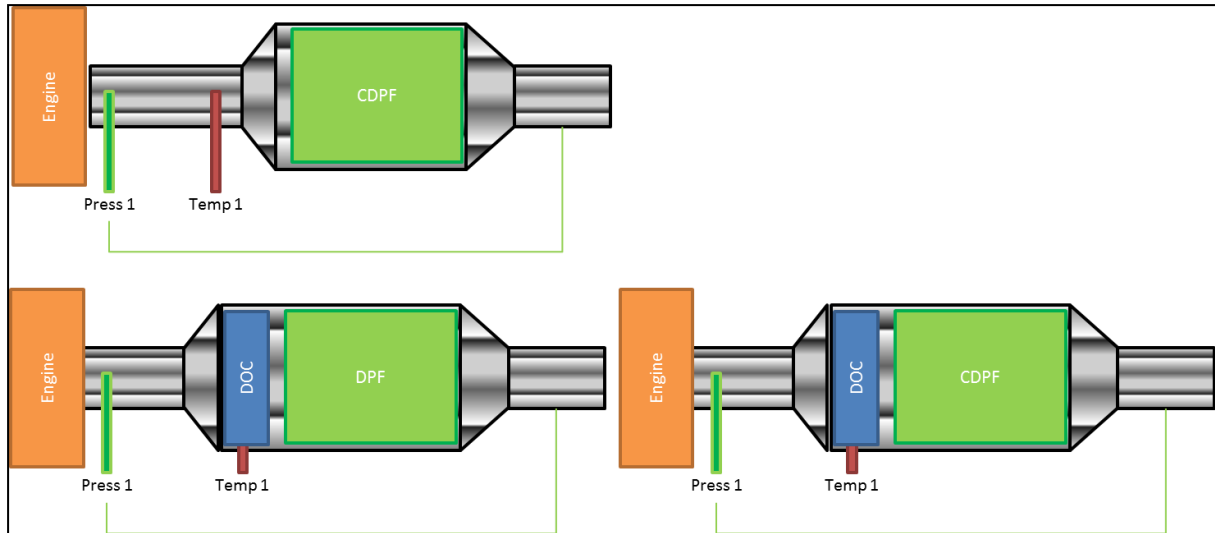 Engine
CDPF
Press 1
Temp 1
Engine
DOC
DPF
Press 1
Temp 1
Engine
DOC
CDPF
Press 1
Temp 1